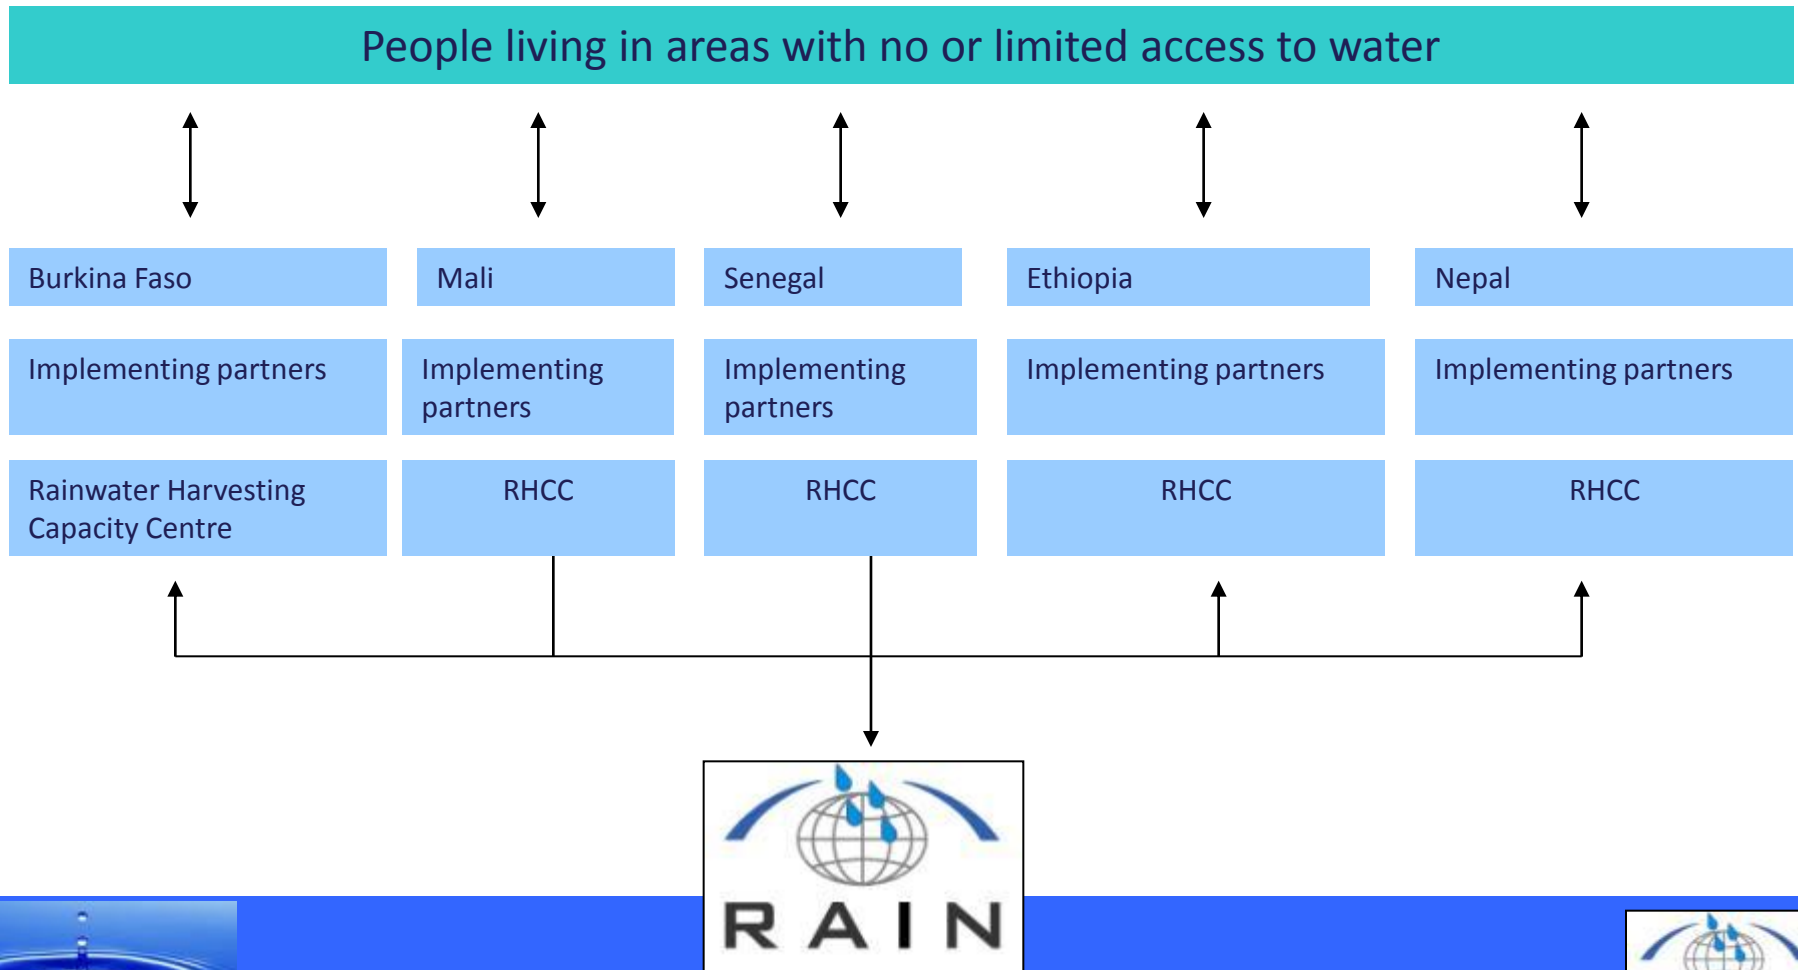 People living in areas with no or limited access to water
Burkina Faso
Mali
Senegal
Ethiopia
Nepal
Implementing partners
Implementing
partners
Implementing
partners
Implementing partners
Implementing partners
Rainwater Harvesting
Capacity Centre
RHCC
RHCC
RHCC
RHCC
RAIN